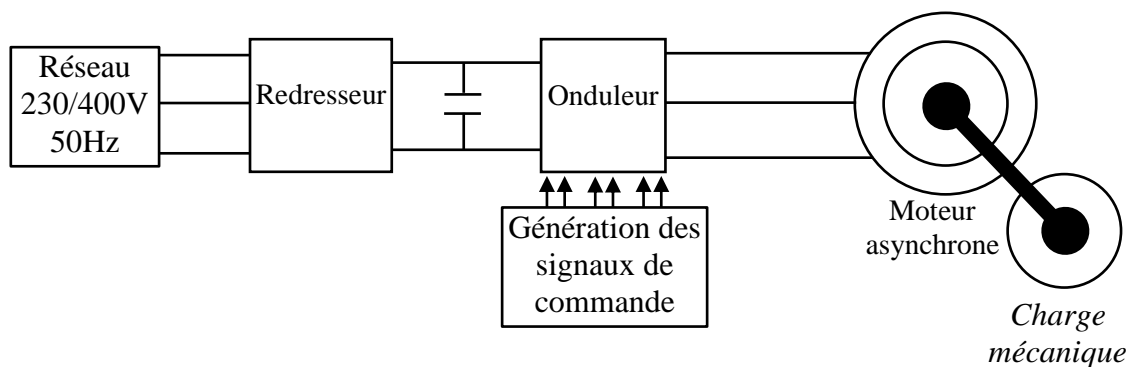 Réseau
230/400V
50Hz
Redresseur
Onduleur
Génération des
signaux de
commande
Moteur
asynchrone
Charge
mécanique